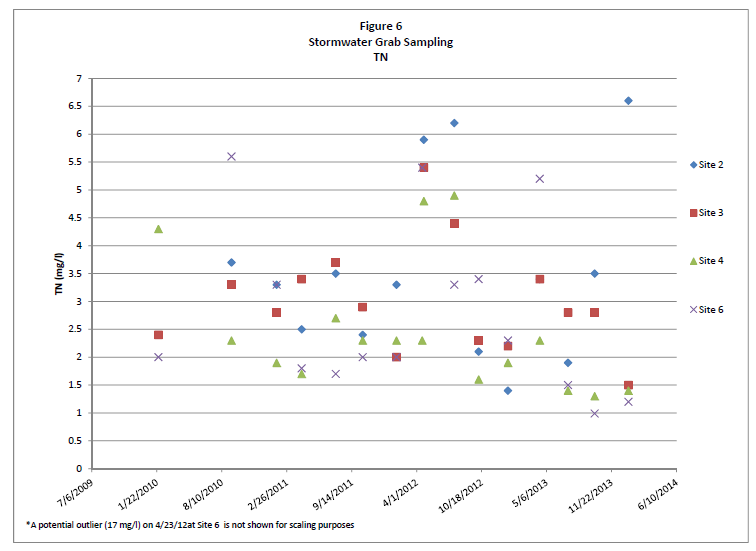 Figure 6
Stormwater Grab Sampling
TN
TN (mg/l)
7
6.5
6
5.5
5
4.5
4
3.5
3
2.5
2
1.5
1
0.5
0
7/6/2009
1/22/2010
8/10/2010
2/26/2011
9/14/2011
4/1/2012
10/18/2012
5/6/2013
11/22/2013
6/10/2014
Site 2
Site 3
Site 4
Site 6
*A potential outlier (17 mg/l) on 4/23/12at Site 6 is not shown for scaling purposes